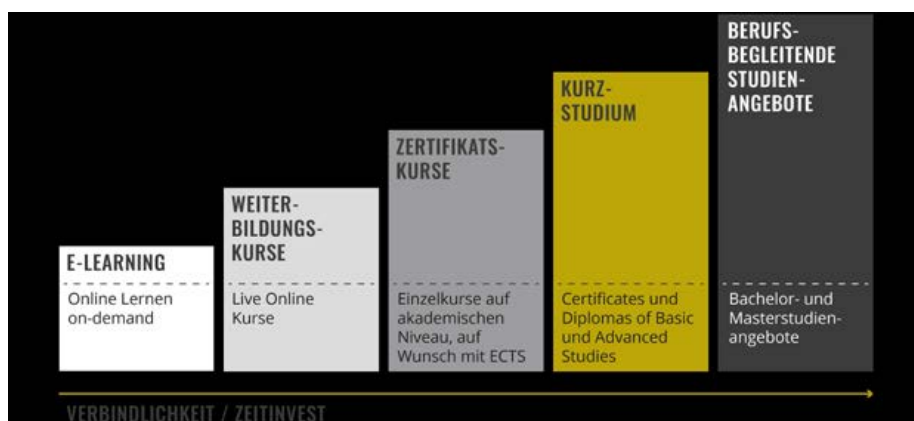 E-LEARNING
Online Lernen
on-demand
WEITER-
BILDUNGS-
KURSE
Live Online
Kurse
ZERTIFIKATS-
KURSE
Einzelkurse auf
akademischen
Niveau, auf
Wunsch mit ECTS
KURZ-
STUDIUM
Certificates und
Diplomas of Basic
und Advanced
Studies
BERUFS-
BEGLEITENDE
STUDIEN-
ANGEBOTE
Bachelor- und
Masterstudien-
angebote
VERBINDLICHKEIT / ZEITINVEST